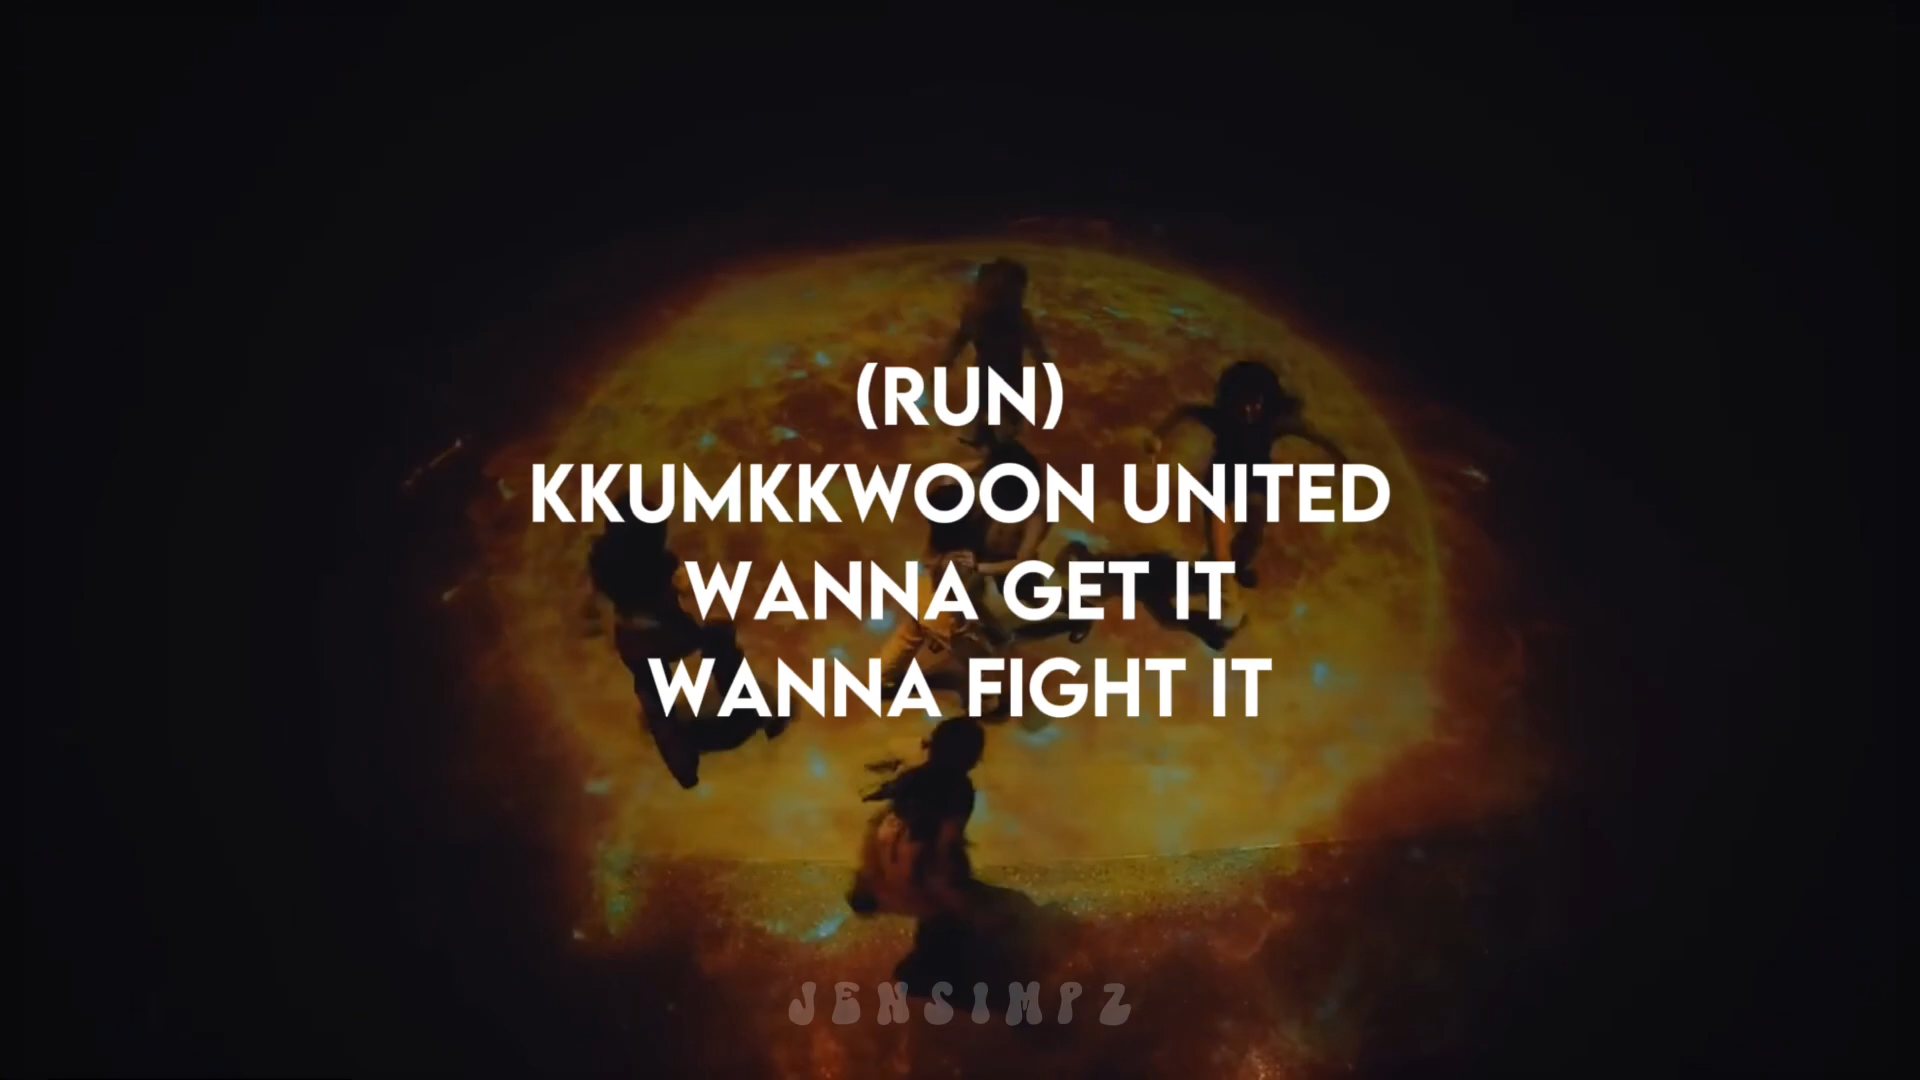 (RUN)
KKUMKKWOON UNITED
WANNA GET IT
WANNA FIGHT IT
JENSIMPZ